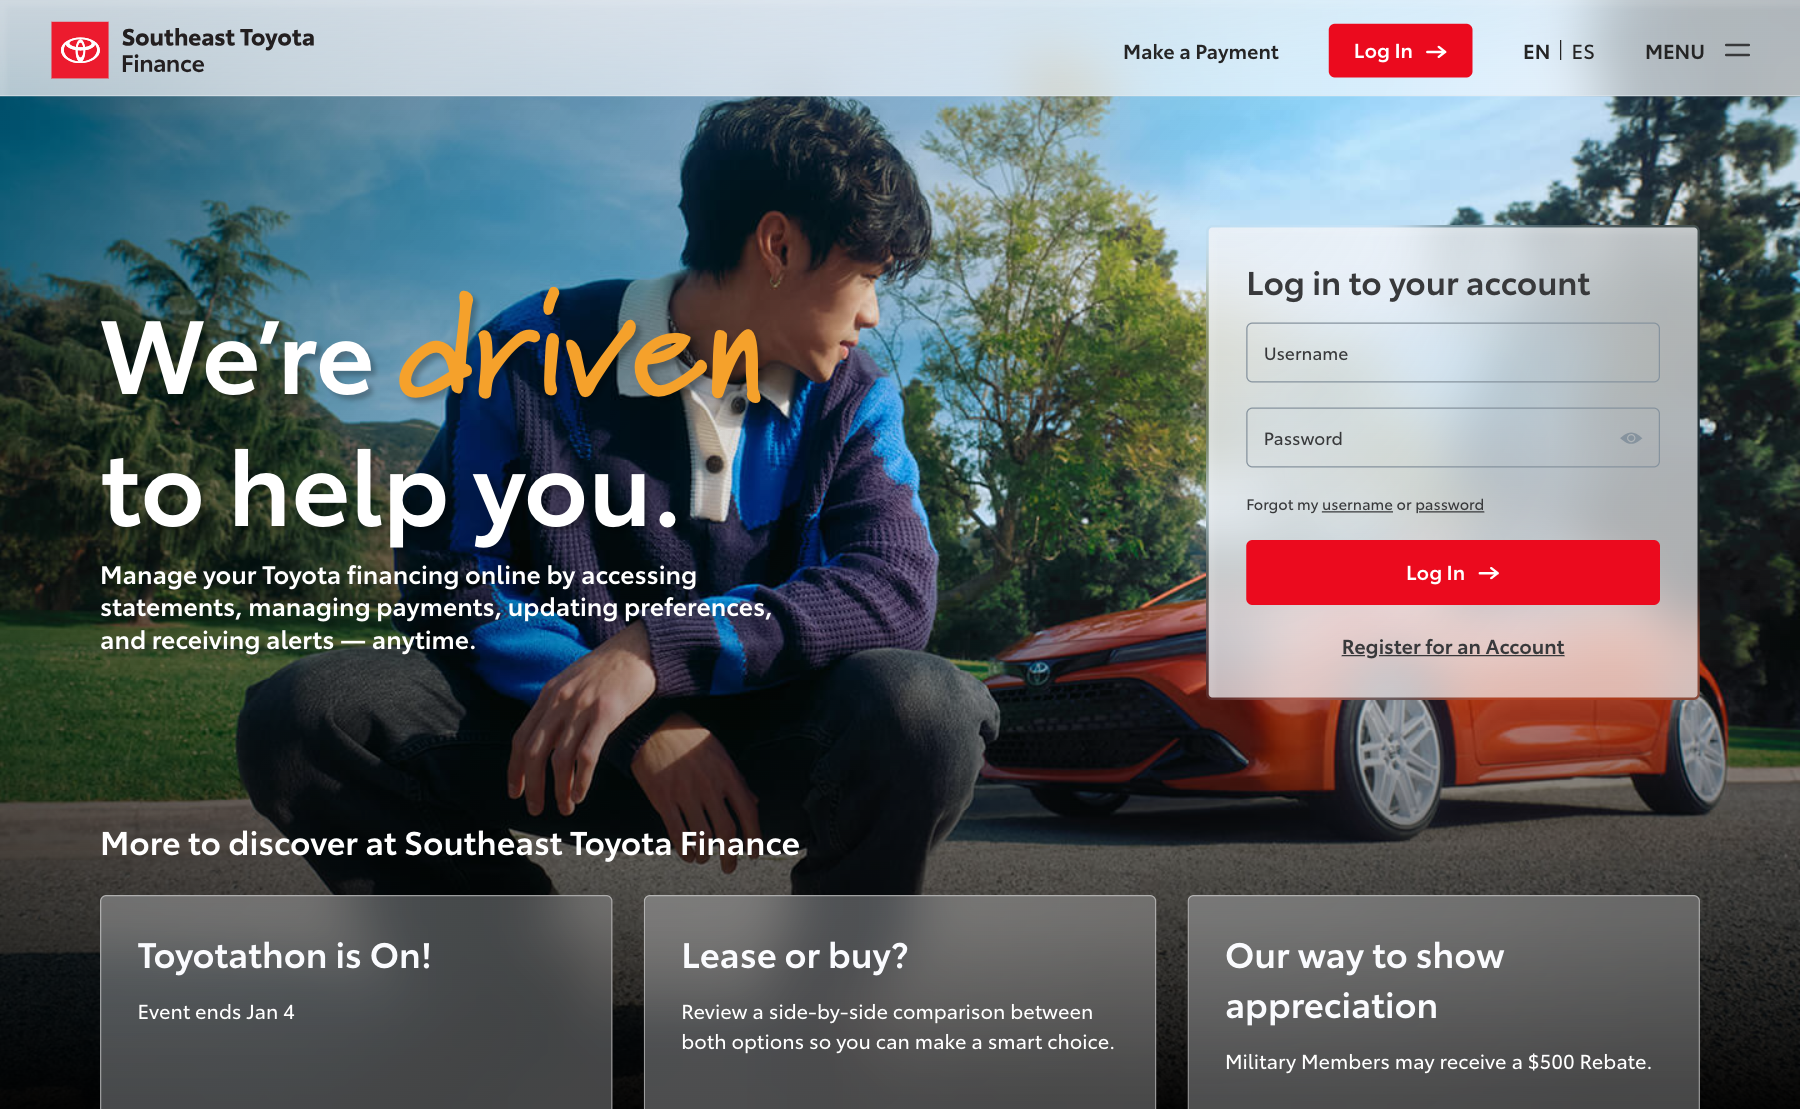 Southeast Toyota
Finance
Make a Payment
Log In
EN | ES
MENU
We're driven
to help you.
Manage your Toyota financing online by accessing
statements, managing payments, updating preferences,
and receiving alerts — anytime.
Log in to your account
Username
Password
Forgot my username or password
Log In
Register for an Account
More to discover at Southeast Toyota Finance
Toyotathon is On!
Event ends Jan 4
Lease or buy?
Review a side-by-side comparison between
both options so you can make a smart choice.
Our way to show
appreciation
Military Members may receive a $500 Rebate.